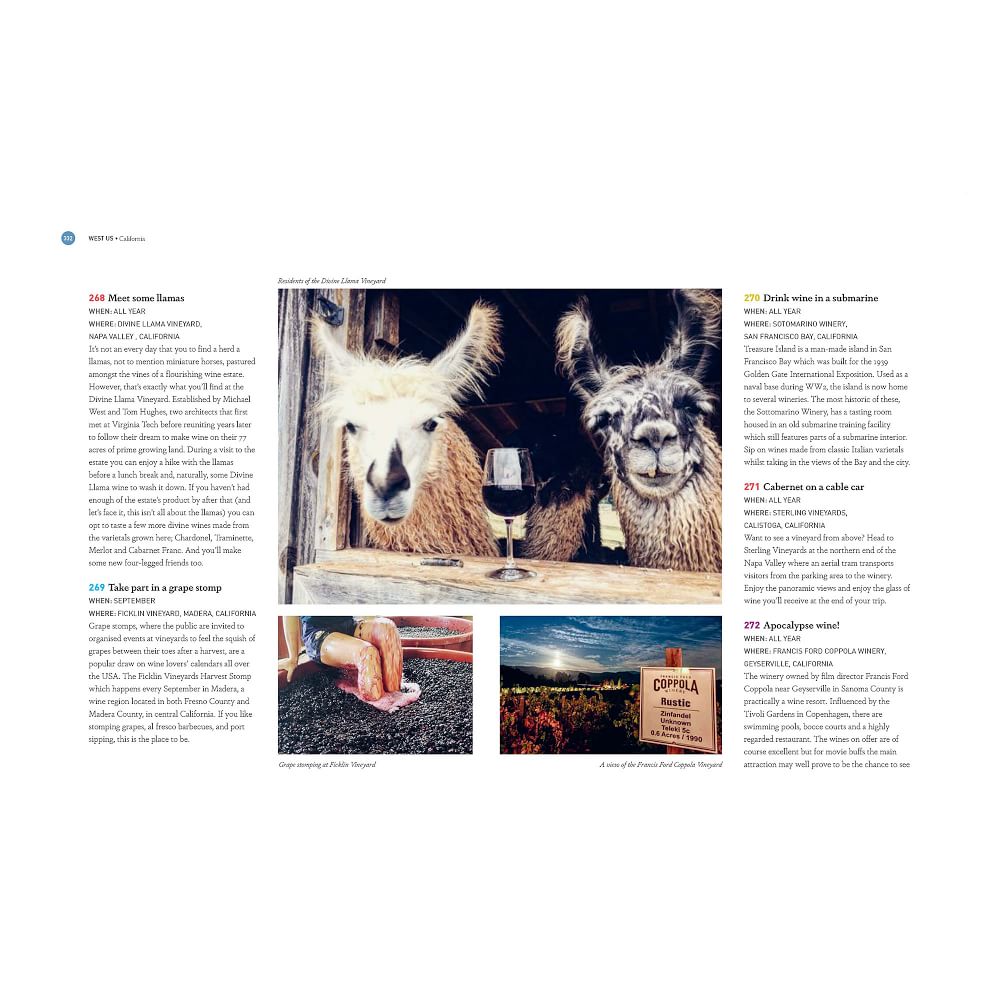 332
WEST US • California
268 Meet some llamas
WHEN: ALL YEAR
WHERE: DIVINE LLAMA VINEYARD,
NAPA VALLEY , CALIFORNIA
It's not an every day that you to find a herd a
llamas, not to mention miniature horses, pastured
amongst the vines of a flourishing wine estate.
However, that's exactly what you'll find at the
Divine Llama Vineyard. Established by Michael
West and Tom Hughes, two architects that first
met at Virginia Tech before reuniting years later
to follow their dream to make wine on their 77
acres of prime growing land. During a visit to the
estate you can enjoy a hike with the llamas
before a lunch break and, naturally, some Divine
Llama wine to wash it down. If you haven't had
enough of the estate's product by after that (and
let's face it, this isn't all about the llamas) you can
opt to taste a few more divine wines made from
the varietals grown here; Chardonel, Traminette,
Merlot and Cabarnet Franc. And you'll make
some new four-legged friends too.
269 Take part in a grape stomp
WHEN: SEPTEMBER
WHERE: FICKLIN VINEYARD, MADERA, CALIFORNIA
Grape stomps, where the public are invited to
organised events at vineyards to feel the squish of
grapes between their toes after a harvest, are a
popular draw on wine lovers' calendars all over
the USA. The Ficklin Vineyards Harvest Stomp
which happens every September in Madera, a
wine region located in both Fresno County and
Madera County, in central California. If you like
stomping grapes, al fresco barbecues, and port
sipping, this is the place to be.
Residents of the Divine Llama Vineyard
FRANCIS FORD
COPPOLA
WINERY
Rustic
Zinfandel
Unknown
Teleki 5c
0.6 Acres / 1990
Grape stomping at Ficklin Vineyard
A view of the Francis Ford Coppola Vineyard
270 Drink wine in a submarine
WHEN: ALL YEAR
WHERE: SOTOMARINO WINERY,
SAN FRANCISCO BAY, CALIFORNIA
Treasure Island is a man-made island in San
Francisco Bay which was built for the 1939
Golden Gate International Exposition. Used as a
naval base during WW2, the island is now home
to several wineries. The most historic of these,
the Sottomarino Winery, has a tasting room
housed in an old submarine training facility
which still features parts of a submarine interior.
Sip on wines made from classic Italian varietals
whilst taking in the views of the Bay and the city.
271 Cabernet on a cable car
WHEN: ALL YEAR
WHERE: STERLING VINEYARDS,
CALISTOGA, CALIFORNIA
Want to see a vineyard from above? Head to
Sterling Vineyards at the northern end of the
Napa Valley where an aerial tram transports
visitors from the parking area to the winery.
Enjoy the panoramic views and enjoy the glass of
wine you'll receive at the end of your trip.
272 Apocalypse wine!
WHEN: ALL YEAR
WHERE: FRANCIS FORD COPPOLA WINERY,
GEYSERVILLE, CALIFORNIA
The winery owned by film director Francis Ford
Coppola near Geyserville in Sanoma County is
practically a wine resort. Influenced by the
Tivoli Gardens in Copenhagen, there are
swimming pools, bocce courts and a highly
regarded restaurant. The wines on offer are of
course excellent but for movie buffs the main
attraction may well prove to be the chance to see